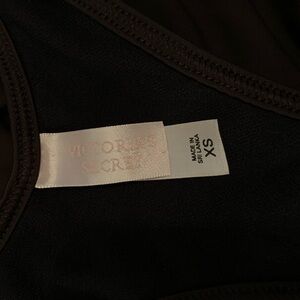 VICTORIA'S
SECRET
MADE IN
SRI LANKA
XS